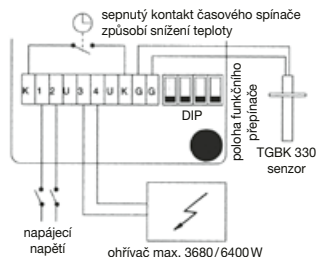 sepnutý kontakt časového spínače
způsobí snížení teploty
K 1 2 U 3 4 U K G G
DIP
poloha funkčního
přepínače
TGBK 330
senzor
napájecí
napětí
ohřívač max. 3680/6400 W